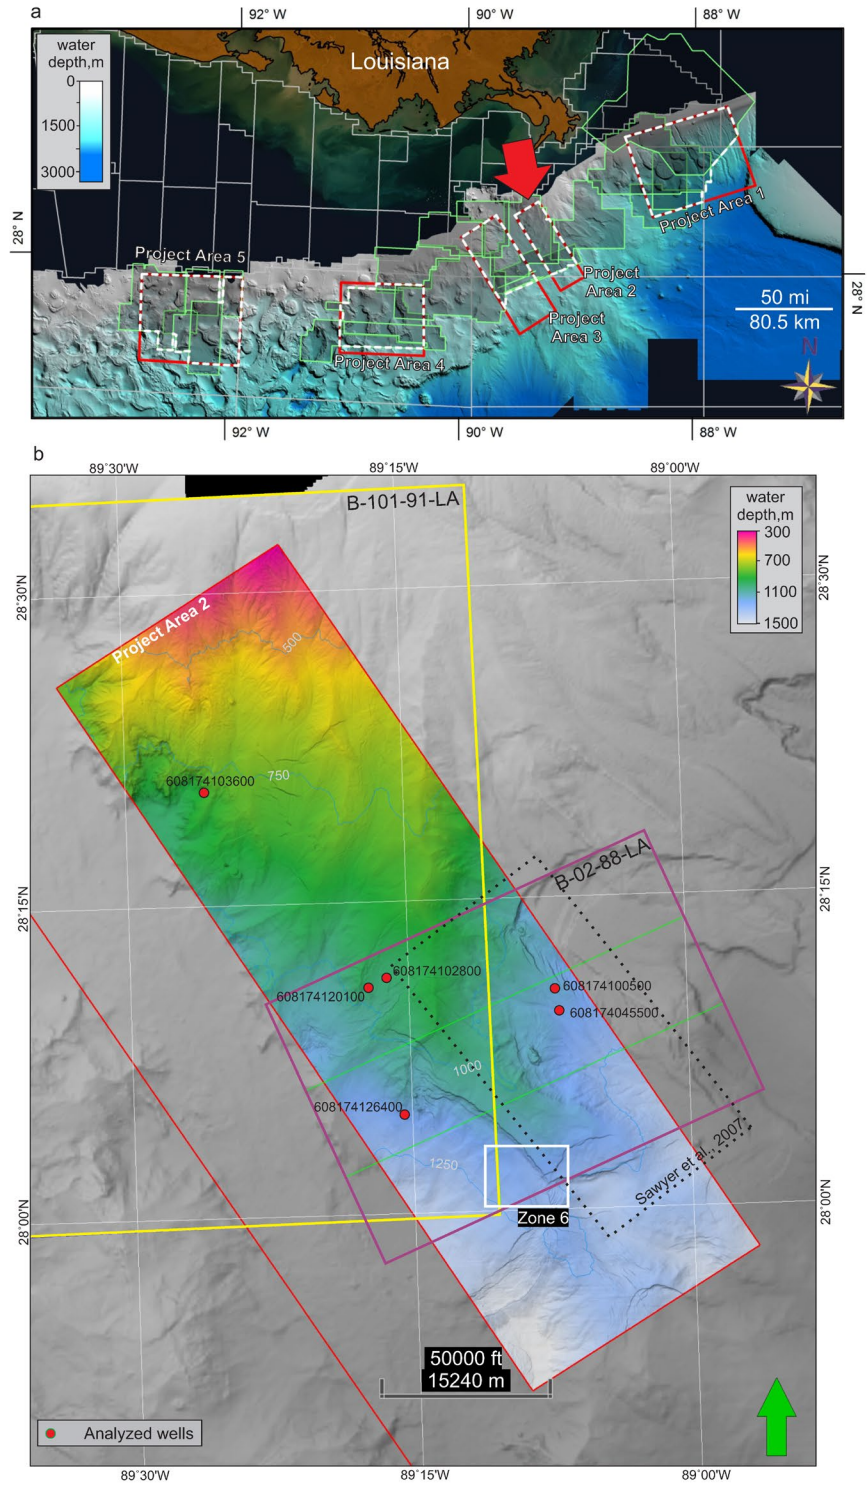 a
92° W
90° W
88° W
water
depth,m
0
1500
3000
Louisiana
28° N
Project Area 5
Project Area 1
Project
Area 2
Project
Area 3
Project Area 4
50 mi
80.5 km
N
28° N
92° W
90° W
88° W
b
89°30'W
89°15'W
89°00'W
B-101-91-LA
water
depth,m
300
700
1100
1500
28°30'N
28°30'N
Project Area 2
500
750
608174103600
B-02-88-LA
28°15'N
28°15'N
608174102800
608174120100
608174100500
608174045500
1000
608174126400
1250
Sawyer et al., 2007
Zone 6
28°00'N
28°00'N
50000 ft
15240 m
Analyzed wells
89°30'W
89°15'W
89°00'W